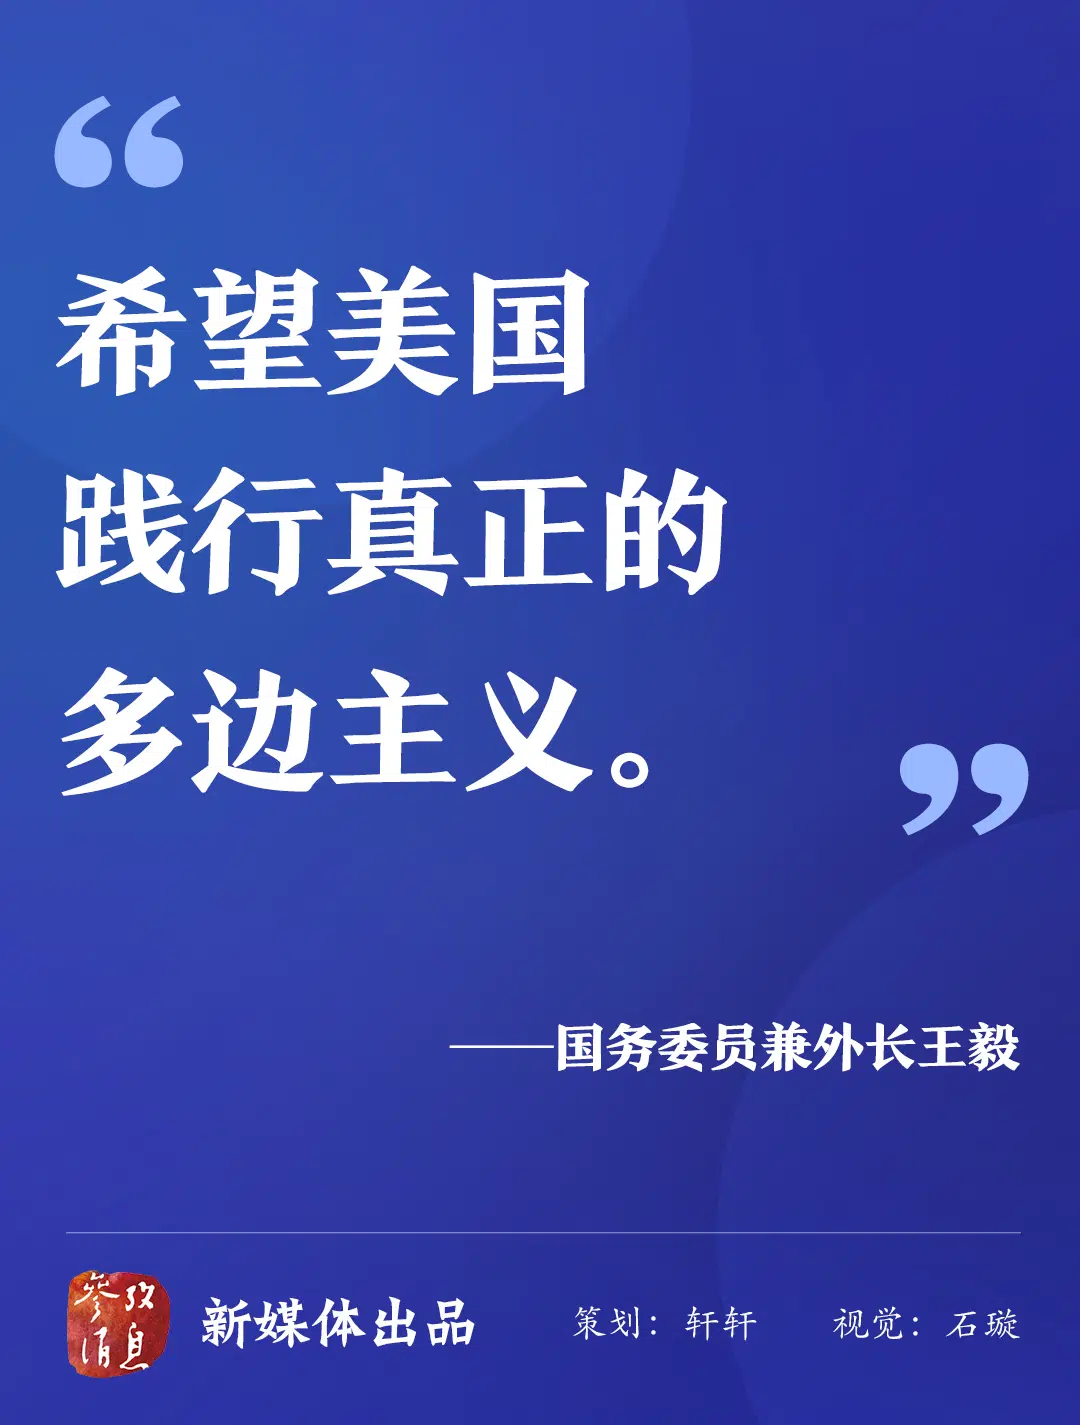 “
希望美国
践行真正的
多边主义。
”
——国务委员兼外长王毅
参考消息
新媒体出品 策划：轩轩 视觉：石璇